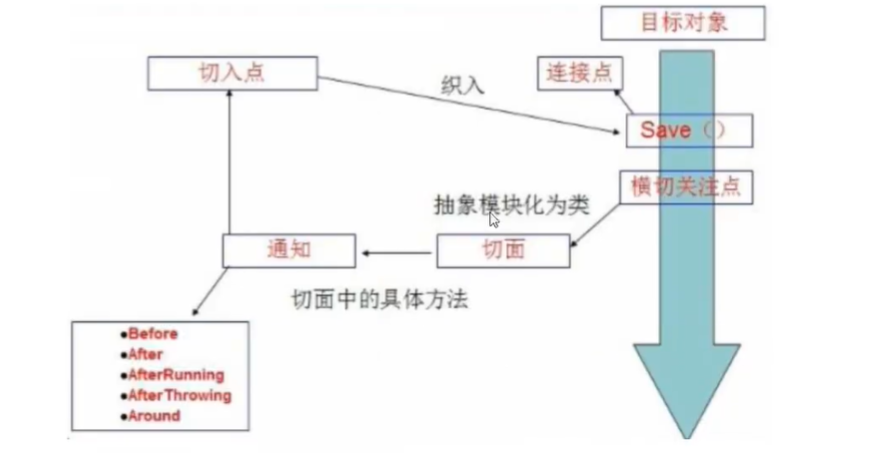 目标对象
切入点
连接点
织入
Save（）
横切关注点
抽象模块化为类
通知
切面
切面中的具体方法
●Before
●After
●AfterRunning
●AfterThrowing
●Around